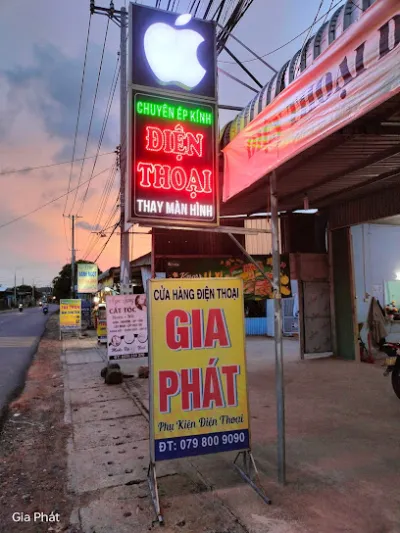 CHUYÊN ÉP KÍNH
ĐIỆN
THOẠI
THAY MÀN HÌNH
CỬA HÀNG ĐIỆN THOẠI
GIA
PHÁT
Phụ Kiện Điện Thoại
ĐT: 079 800 9090
CẮT TÓC
Gia Phát